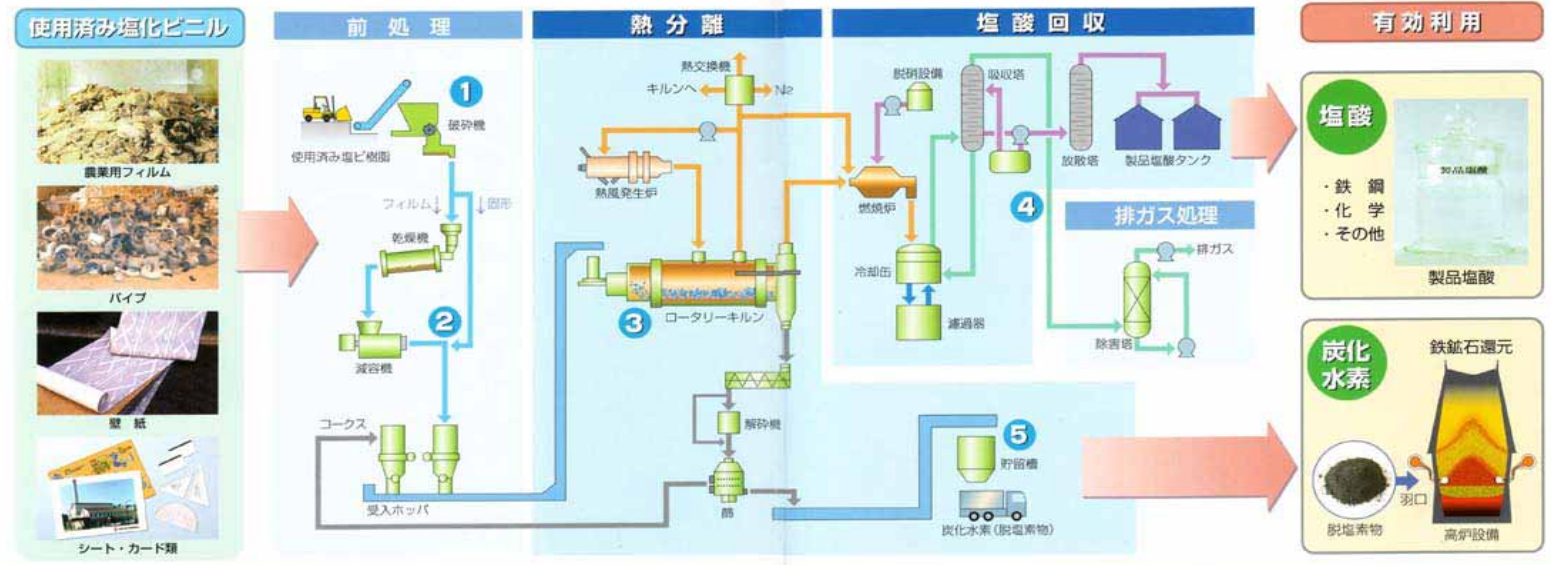 使用済み塩化ビニル
農業用フィルム
パイプ
壁 紙
シート・カード類
前 処 理
1
破砕機
使用済み塩ビ樹脂
フィルム
固形
乾燥機
2
減容機
コークス
受入ホッパ
熱 分 離
熱交換機
キルンへ
N2
熱風発生炉
3
ロータリーキルン
解砕機
篩
塩 酸 回 収
脱硝設備
吸収塔
放散塔
製品塩酸タンク
燃焼炉
4
冷却缶
濾過器
排ガス処理
排ガス
除害塔
5
貯留槽
炭化水素(脱塩素物)
有 効 利 用
塩酸
製品塩酸
・鉄 鋼
・化 学
・その他
製品塩酸
炭化
水素
鉄鉱石還元
羽口
脱塩素物
高炉設備